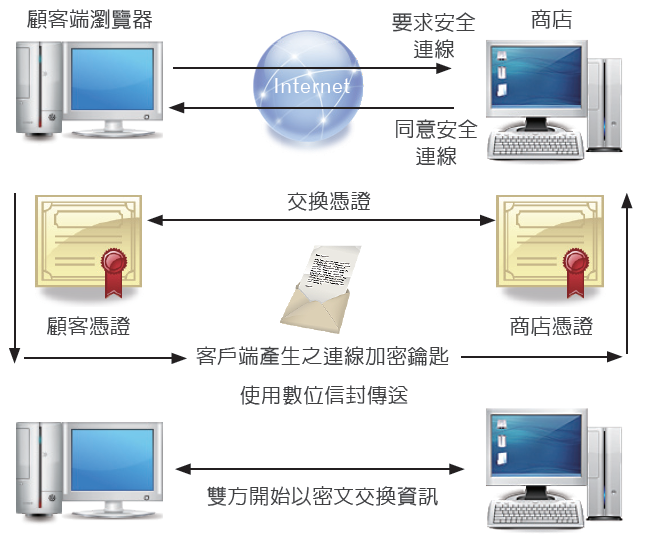 顧客端瀏覽器
要求安全
連線
商店
Internet
同意安全
連線
交換憑證
顧客憑證
商店憑證
客戶端產生之連線加密鑰匙
使用數位信封傳送
雙方開始以密文交換資訊